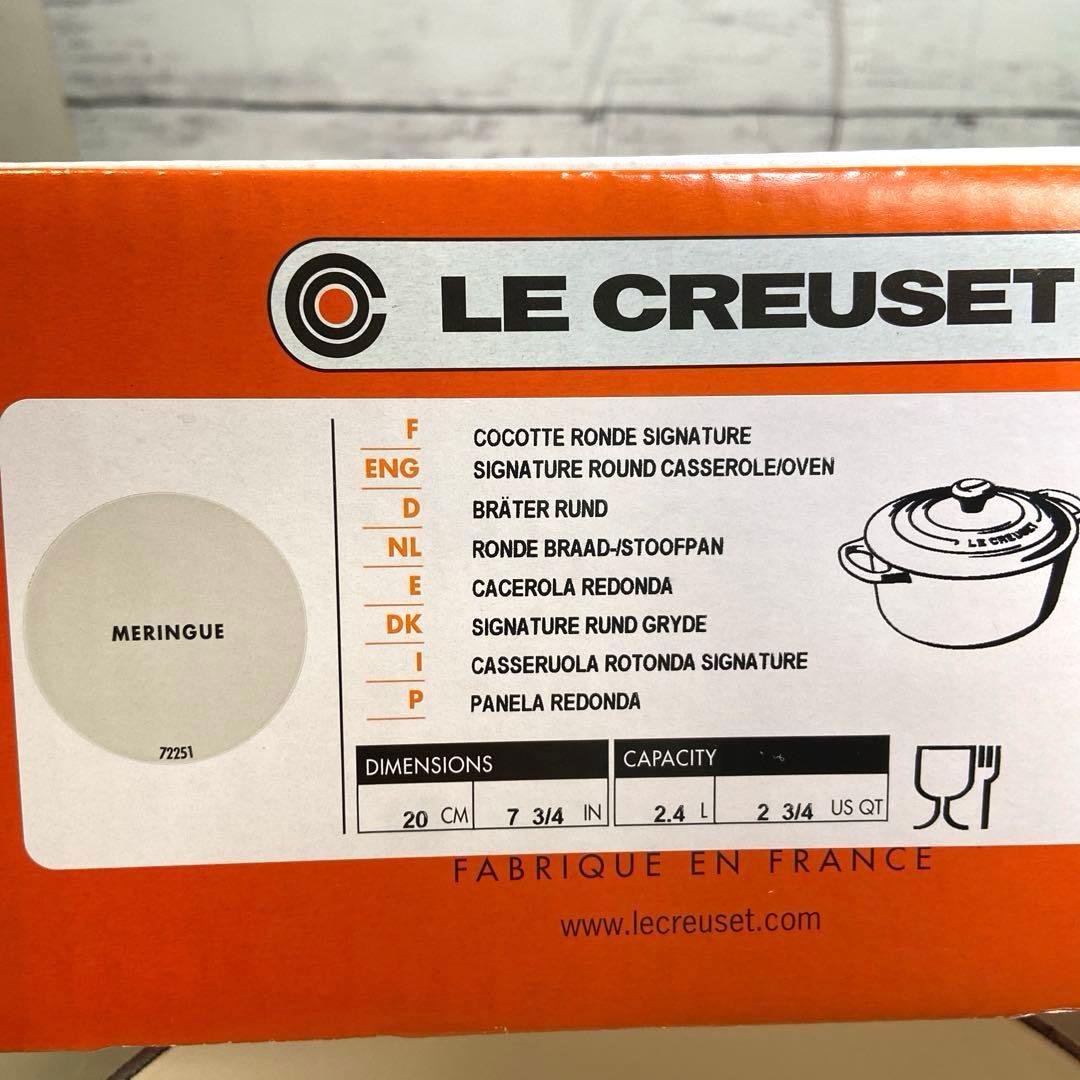 LE CREUSET
F COCOTTE RONDE SIGNATURE
ENG SIGNATURE ROUND CASSEROLE/OVEN
D BRÄTER RUND
NL RONDE BRAAD-/STOOFPAN
E CACEROLA REDONDA
DK SIGNATURE RUND GRYDE
I CASSERUOLA ROTONDA SIGNATURE
P PANELA REDONDA
LE CREUSET
MERINGUE
72251
DIMENSIONS CAPACITY
20 CM 7 3/4 IN 2.4 L 2 3/4 US QT
FABRIQUE EN FRANCE
www.lecreuset.com